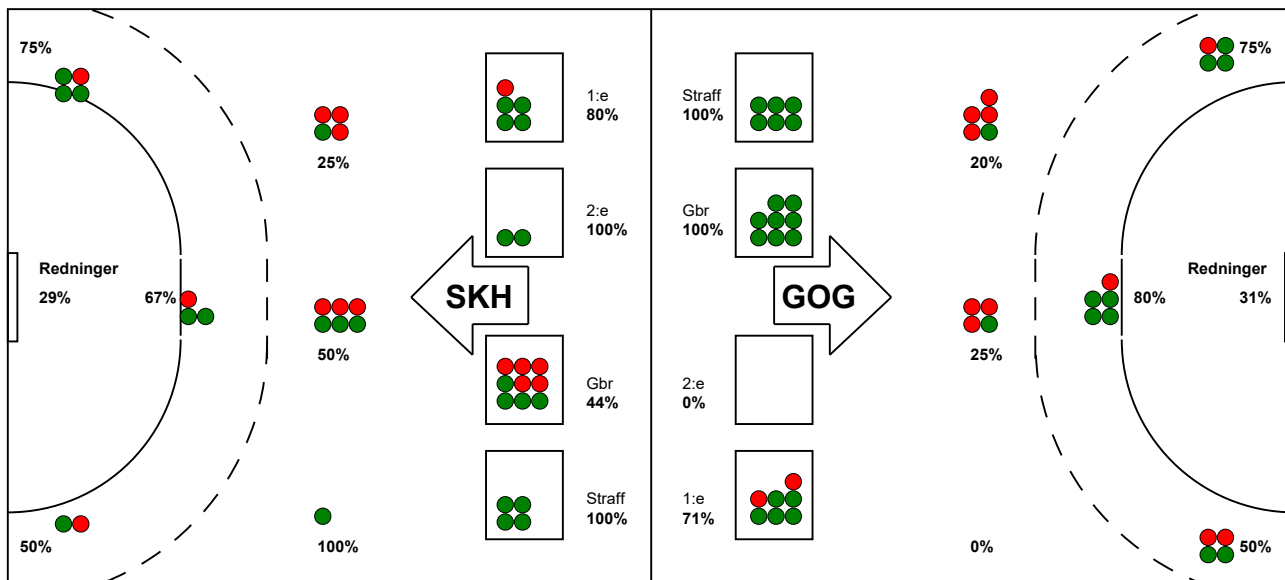 75%
25%
1:e
80%
2:e
100%
Redninger
29%
67%
50%
SKH
Gbr
44%
Straff
100%
50%
100%
Straff
100%
Gbr
100%
GOG
2:e
0%
1:e
71%
75%
20%
25%
80%
Redninger
31%
0%
50%